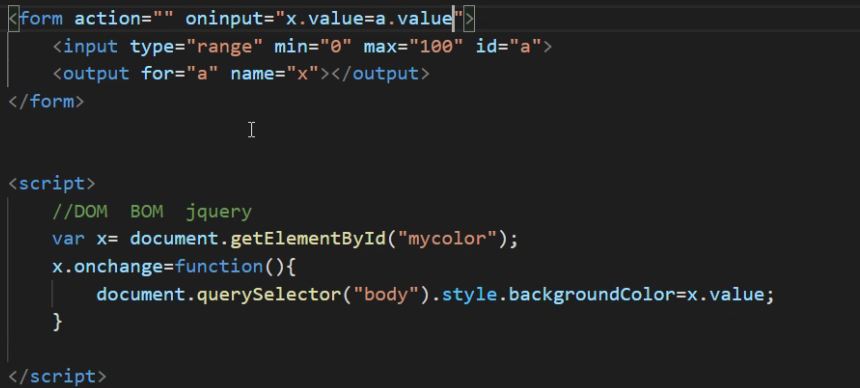 <form action="" oninput="x.value=a.value">
    <input type="range" min="0" max="100" id="a">
    <output for="a" name="x"></output>
</form>
<script>
    //DOM  BOM  jquery
    var x= document.getElementById("mycolor");
    x.onchange=function(){
        document.querySelector("body").style.backgroundColor=x.value;
    }
</script>